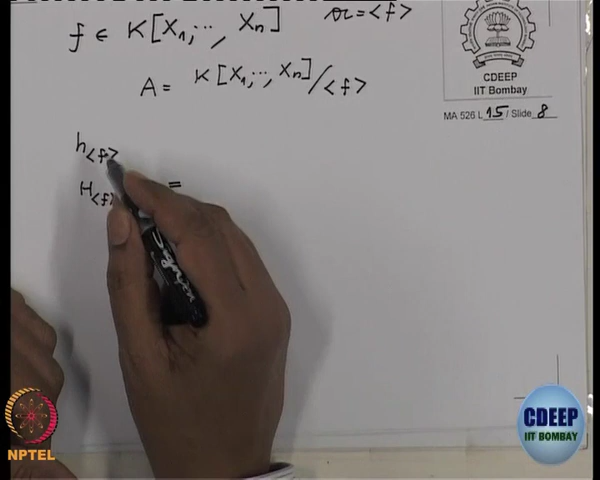 f ∈ K[X₁,..., Xₙ] 𝔞 = <f>
A = K[X₁,..., Xₙ]/<f>
CDEEP
IIT Bombay
MA 526 L 15 / Slide 8
h<f>
H<f> =
NPTEL
CDEEP
IIT BOMBAY